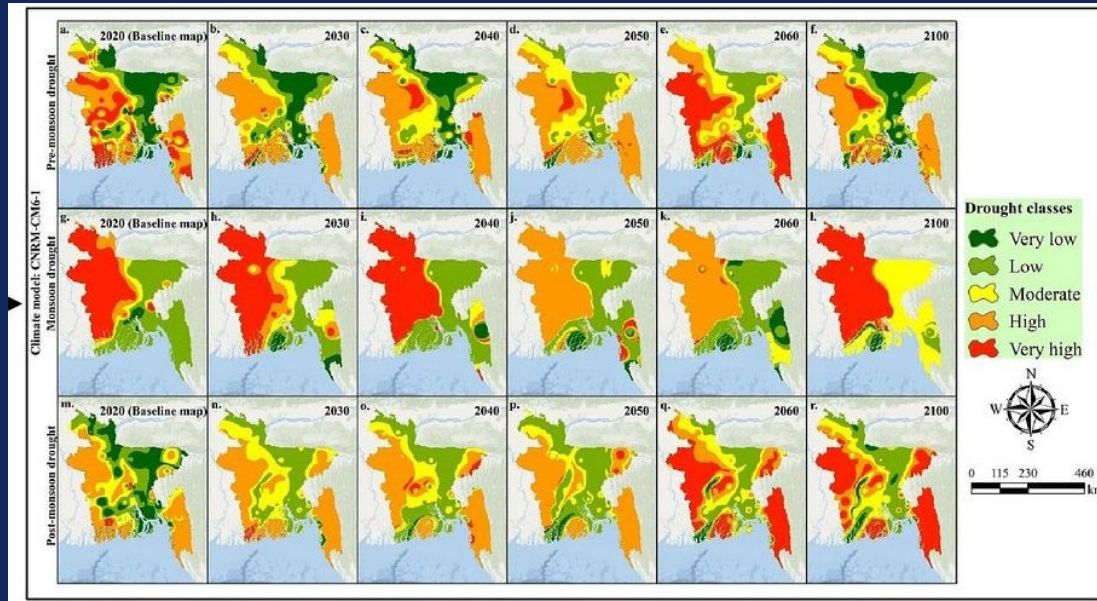 a. 2020 (Baseline map)
b. 2030
c. 2040
d. 2050
e. 2060
f. 2100
Pre-monsoon drought
g. 2020 (Baseline map)
h. 2030
i. 2040
j. 2050
k. 2060
l. 2100
Monsoon drought
Climate model: CNRM-CM6-1
m. 2020 (Baseline map)
n. 2030
o. 2040
p. 2050
q. 2060
r. 2100
Post-monsoon drought
Drought classes
Very low
Low
Moderate
High
Very high
N
W E
S
0 115 230 460
km